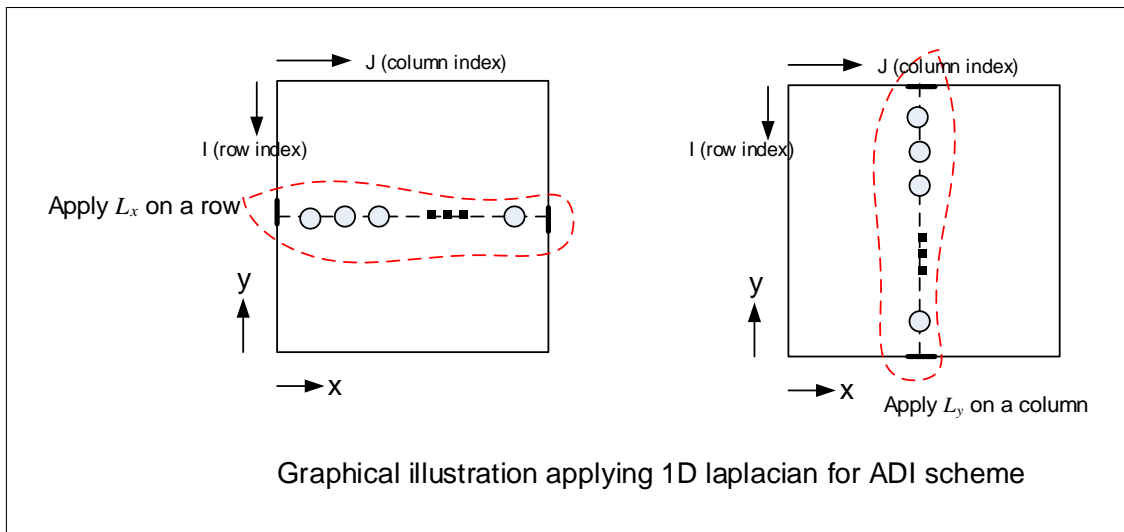 J (column index)
I (row index)
Apply Lx on a row
y
x
J (column index)
I (row index)
y
x
Apply Ly on a column
Graphical illustration applying 1D laplacian for ADI scheme